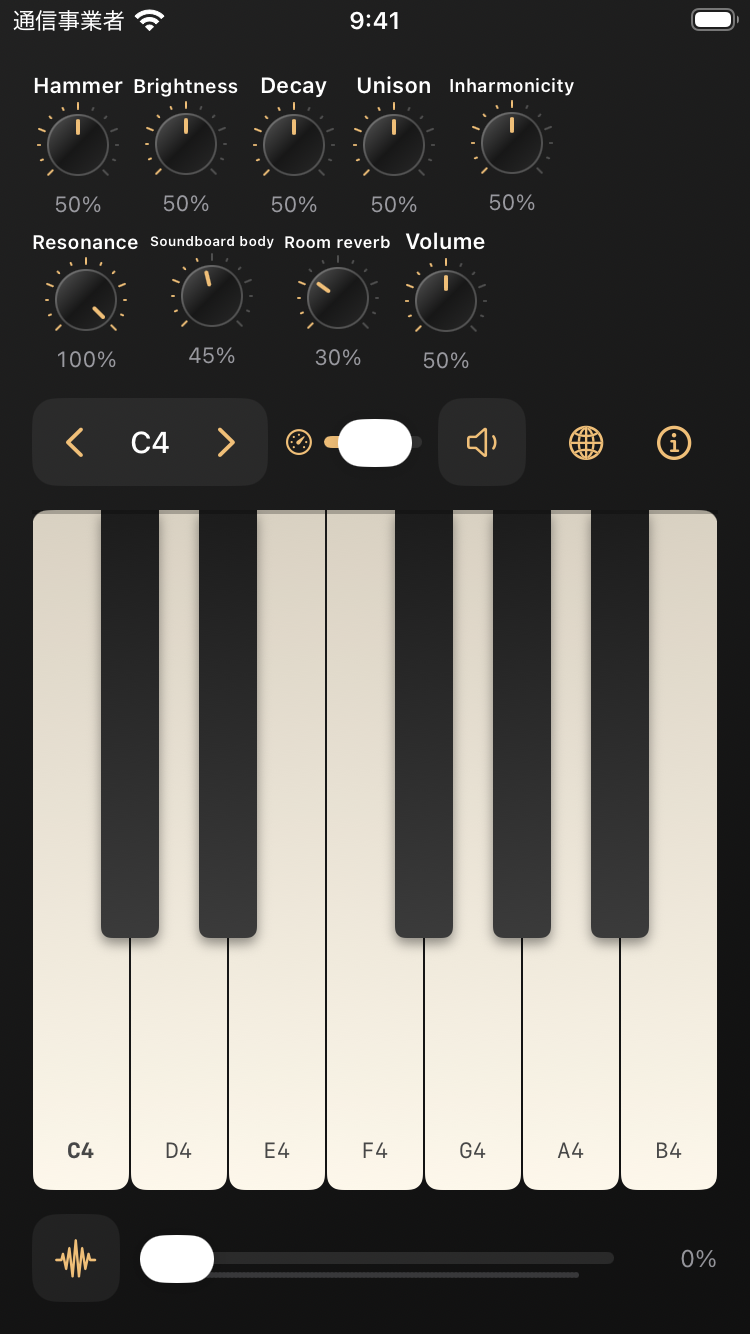 通信事業者 9:41
Hammer Brightness Decay Unison Inharmonicity
50% 50% 50% 50% 50%
Resonance Soundboard body Room reverb Volume
100% 45% 30% 50%
C4
C4 D4 E4 F4 G4 A4 B4
0%